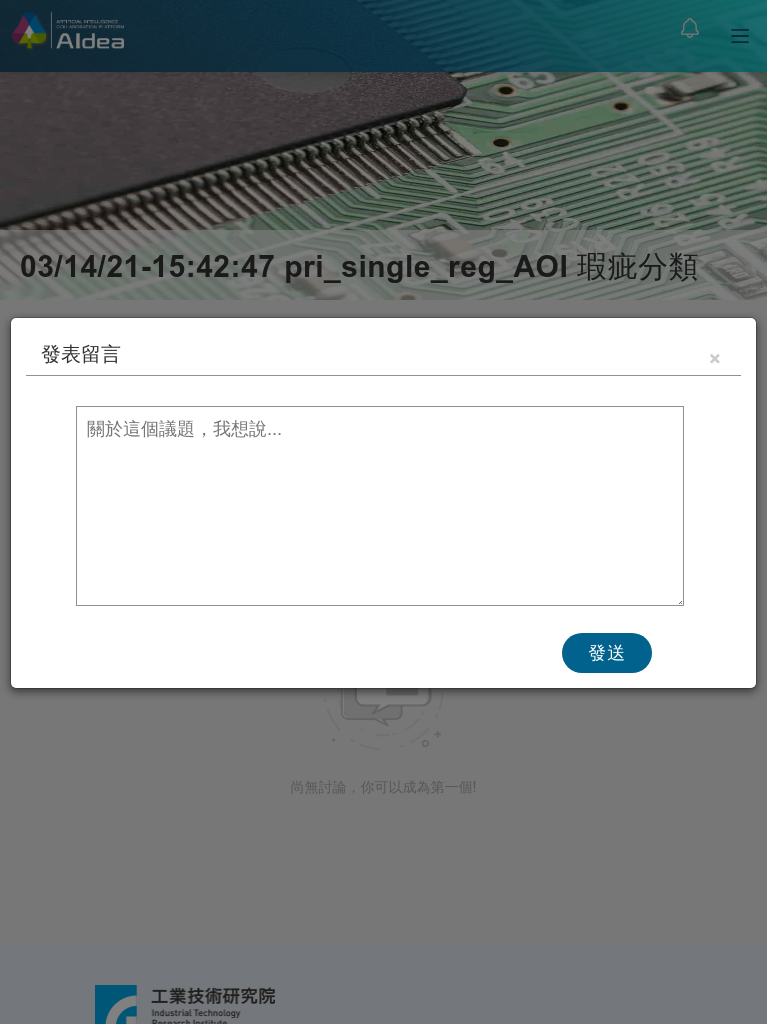 ARTIFICIAL INTELLIGENCE
COLLABORATION PLATFORM
AIdea
03/14/21-15:42:47 pri_single_reg_AOI 瑕疵分類
發表留言
×
關於這個議題，我想說...
發送
尚無討論，你可以成為第一個!
工業技術研究院
Industrial Technology
Research Institute